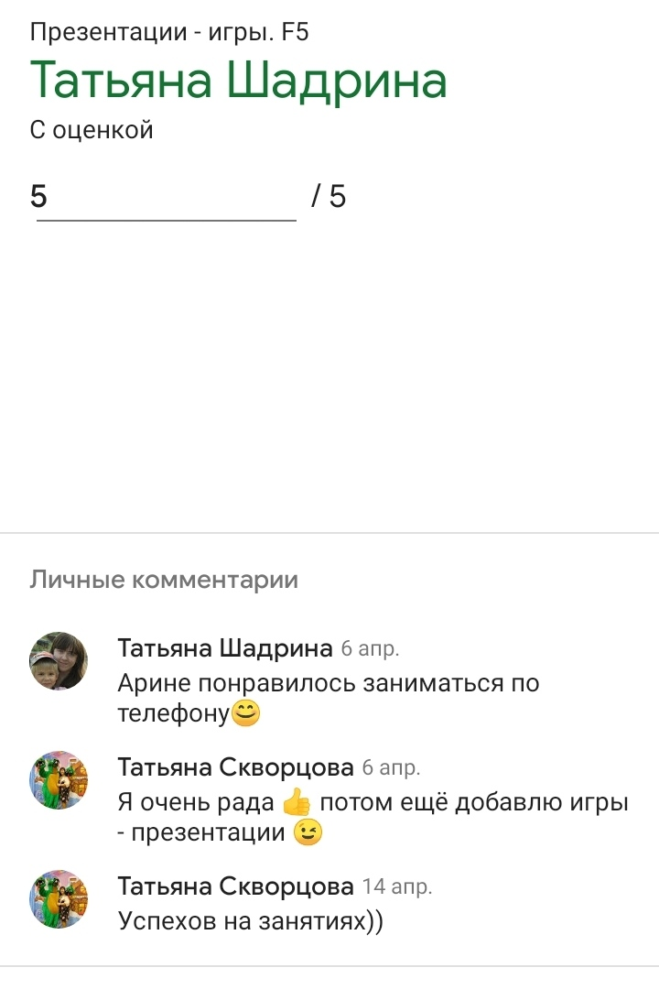 Презентации - игры. F5
Татьяна Шадрина
С оценкой
5 / 5
Личные комментарии
Татьяна Шадрина 6 апр.
Арине понравилось заниматься по
телефону😊
Татьяна Скворцова 6 апр.
Я очень рада 👍 потом ещё добавлю игры
- презентации 😉
Татьяна Скворцова 14 апр.
Успехов на занятиях))